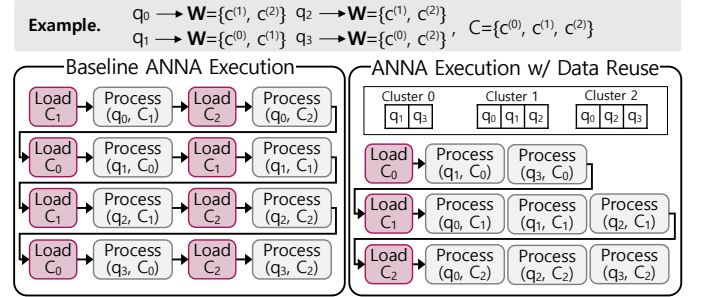 Example. q₀ → W={c⁽¹⁾, c⁽²⁾} q₂ → W={c⁽¹⁾, c⁽²⁾}
q₁ → W={c⁽⁰⁾, c⁽¹⁾} q₃ → W={c⁽⁰⁾, c⁽²⁾} , C={c⁽⁰⁾, c⁽¹⁾, c⁽²⁾}
Baseline ANNA Execution
Load C₁ Process (q₀, C₁) Load C₂ Process (q₀, C₂)
Load C₀ Process (q₁, C₀) Load C₁ Process (q₁, C₁)
Load C₁ Process (q₂, C₁) Load C₂ Process (q₂, C₂)
Load C₀ Process (q₃, C₀) Load C₂ Process (q₃, C₂)
ANNA Execution w/ Data Reuse
Cluster 0 Cluster 1 Cluster 2
q₁ q₃ q₀ q₁ q₂ q₀ q₂ q₃
Load C₀ Process (q₁, C₀) Process (q₃, C₀)
Load C₁ Process (q₀, C₁) Process (q₁, C₁) Process (q₂, C₁)
Load C₂ Process (q₀, C₂) Process (q₂, C₂) Process (q₃, C₂)